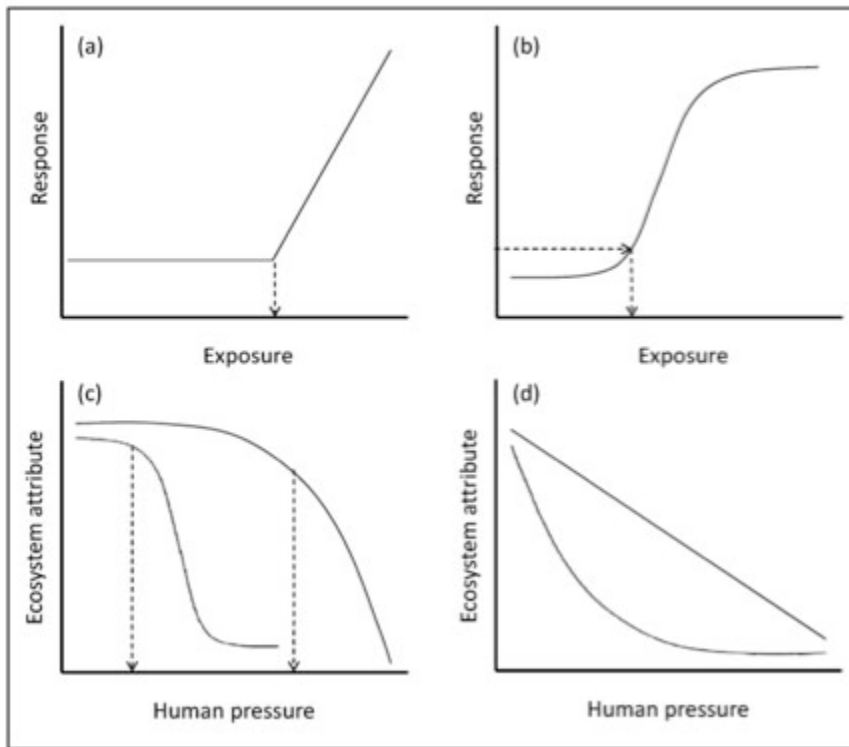 (a)
Response
Exposure
(b)
Response
Exposure
(c)
Ecosystem attribute
Human pressure
(d)
Ecosystem attribute
Human pressure